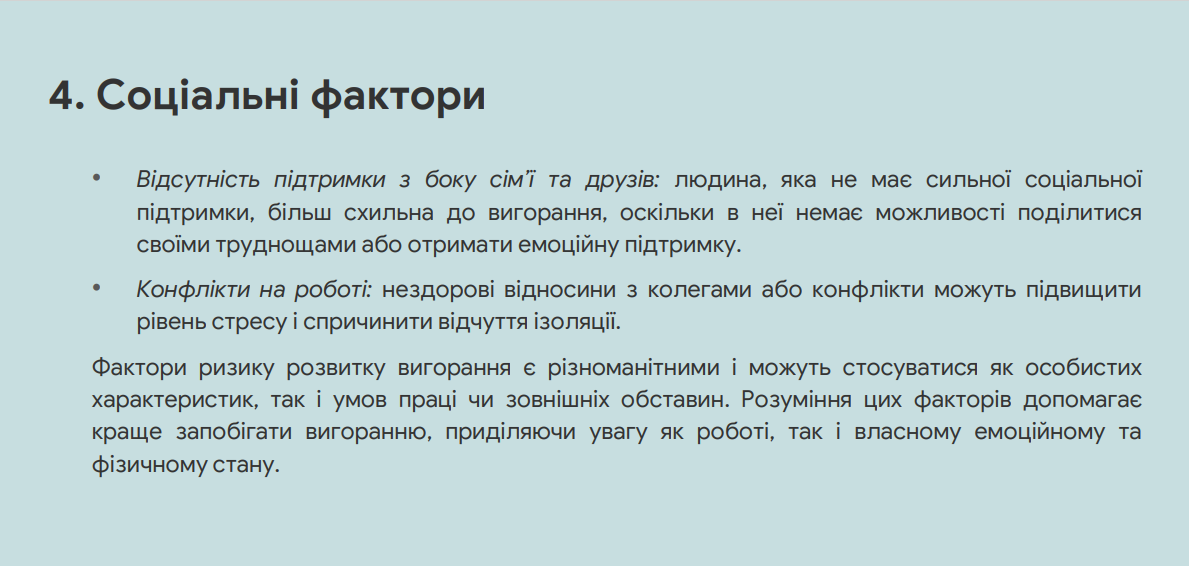 4. Соціальні фактори
• Відсутність підтримки з боку сім’ї та друзів: людина, яка не має сильної соціальної
підтримки, більш схильна до вигорання, оскільки в неї немає можливості поділитися
своїми труднощами або отримати емоційну підтримку.
• Конфлікти на роботі: нездорові відносини з колегами або конфлікти можуть підвищити
рівень стресу і спричинити відчуття ізоляції.
Фактори ризику розвитку вигорання є різноманітними і можуть стосуватися як особистих
характеристик, так і умов праці чи зовнішніх обставин. Розуміння цих факторів допомагає
краще запобігати вигоранню, приділяючи увагу як роботі, так і власному емоційному та
фізичному стану.